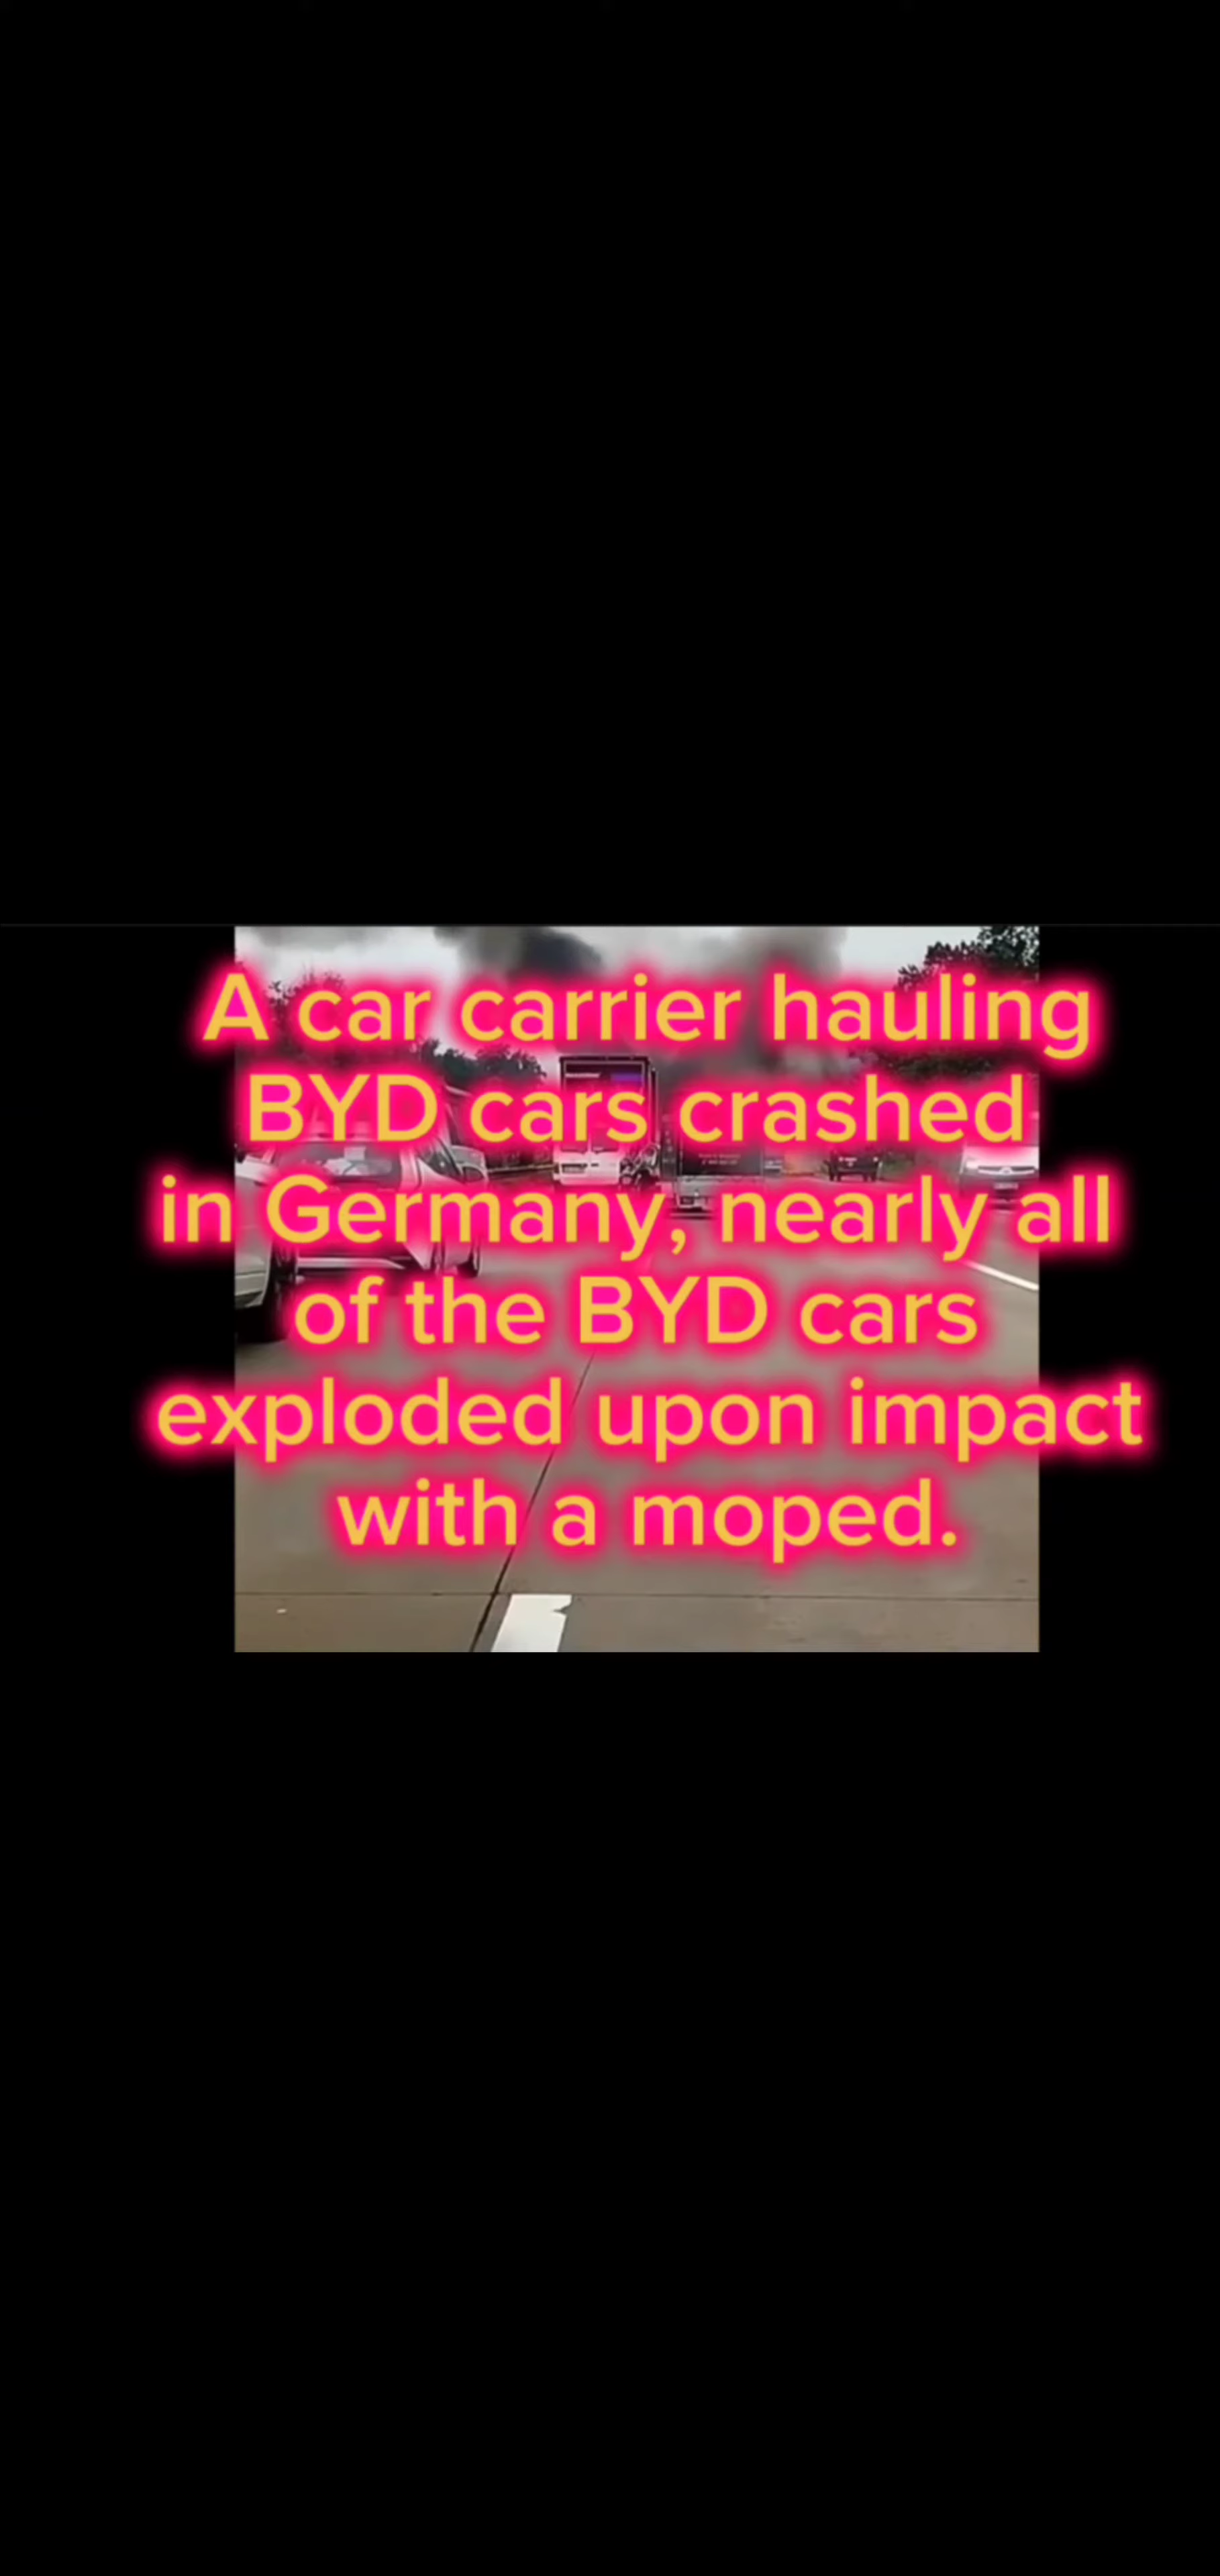 A car carrier hauling
BYD cars crashed
in Germany, nearly all
of the BYD cars
exploded upon impact
with a moped.